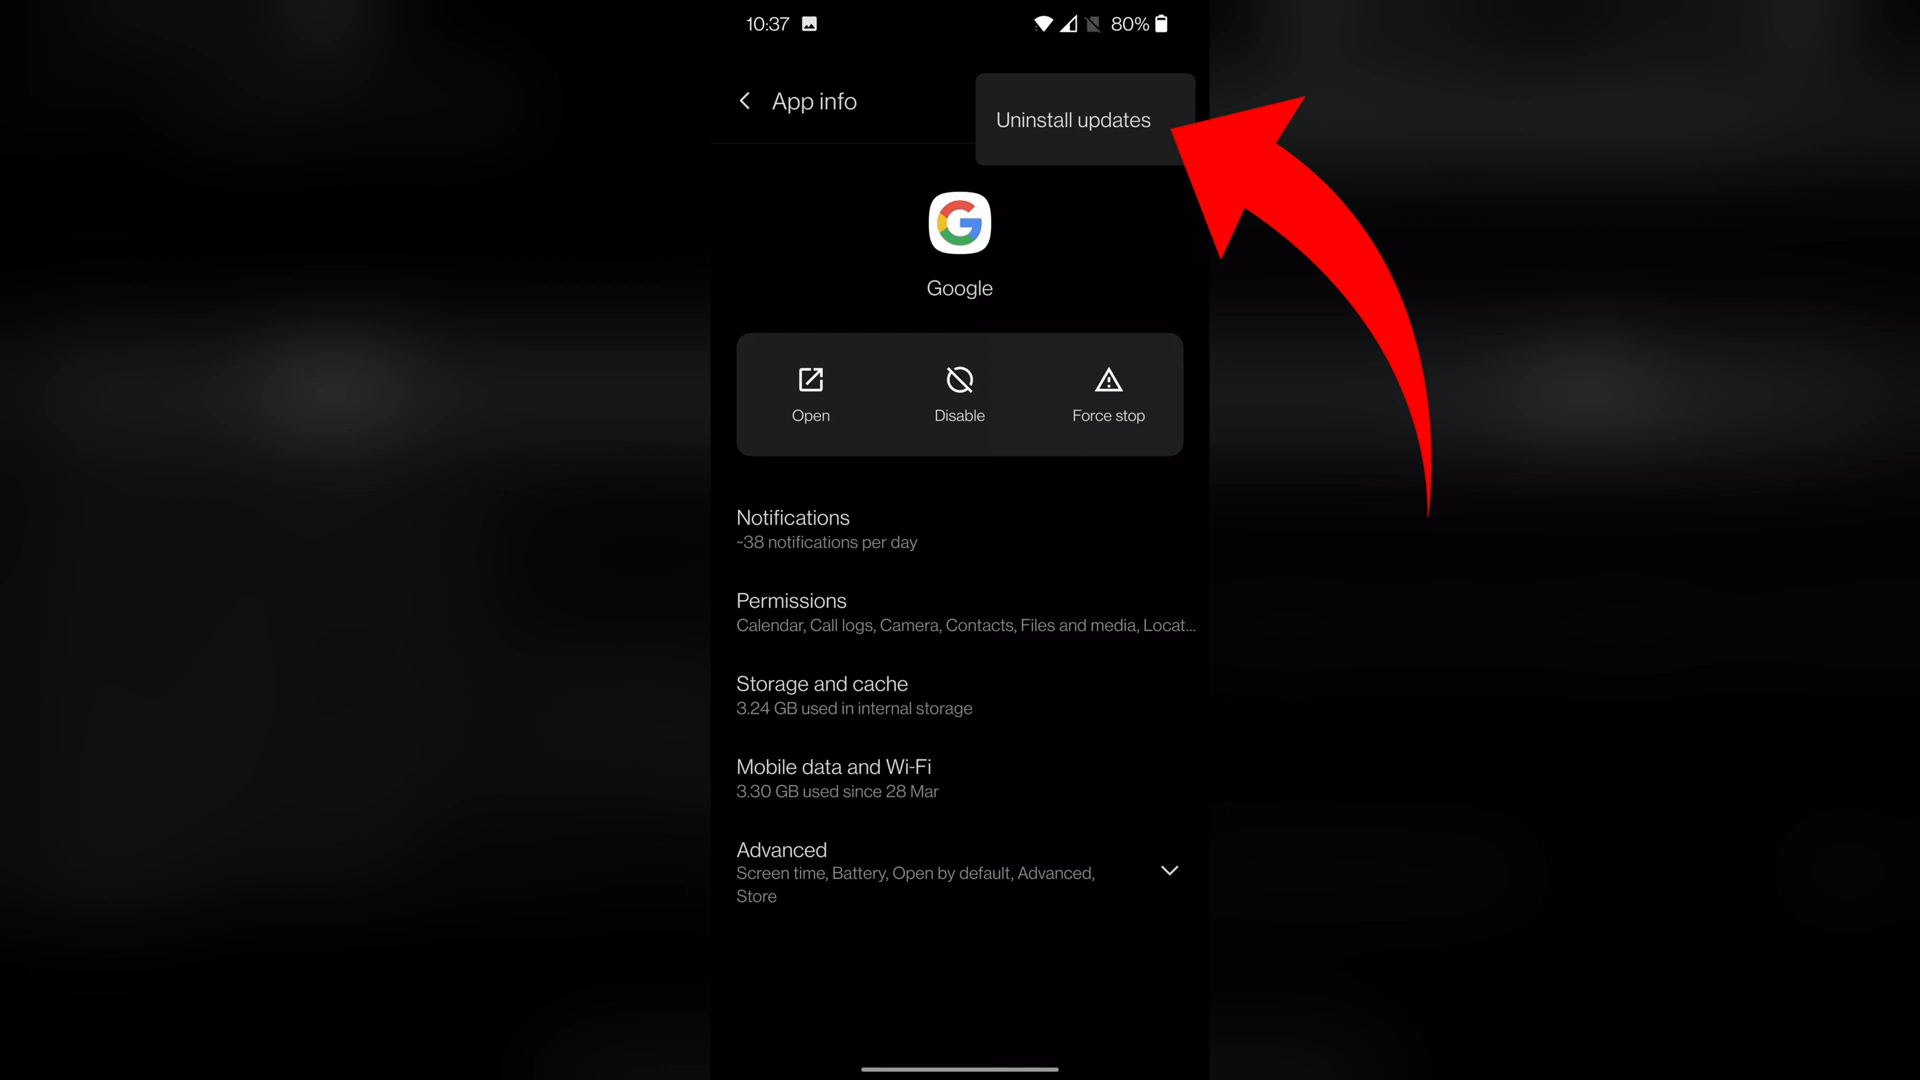 10:37
80%
App info
Uninstall updates
Google
Open
Disable
Force stop
Notifications
~38 notifications per day
Permissions
Calendar, Call logs, Camera, Contacts, Files and media, Locat...
Storage and cache
3.24 GB used in internal storage
Mobile data and Wi-Fi
3.30 GB used since 28 Mar
Advanced
Screen time, Battery, Open by default, Advanced,
Store